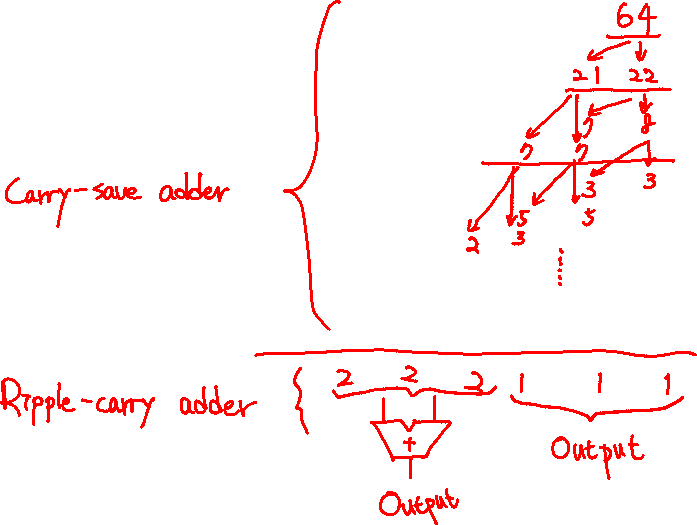 64
21 22
7 8
7 7
3 3
5 5
2 3
Carry-save adder
Ripple-carry adder
2 2 2 1 1 1
+
Output
Output